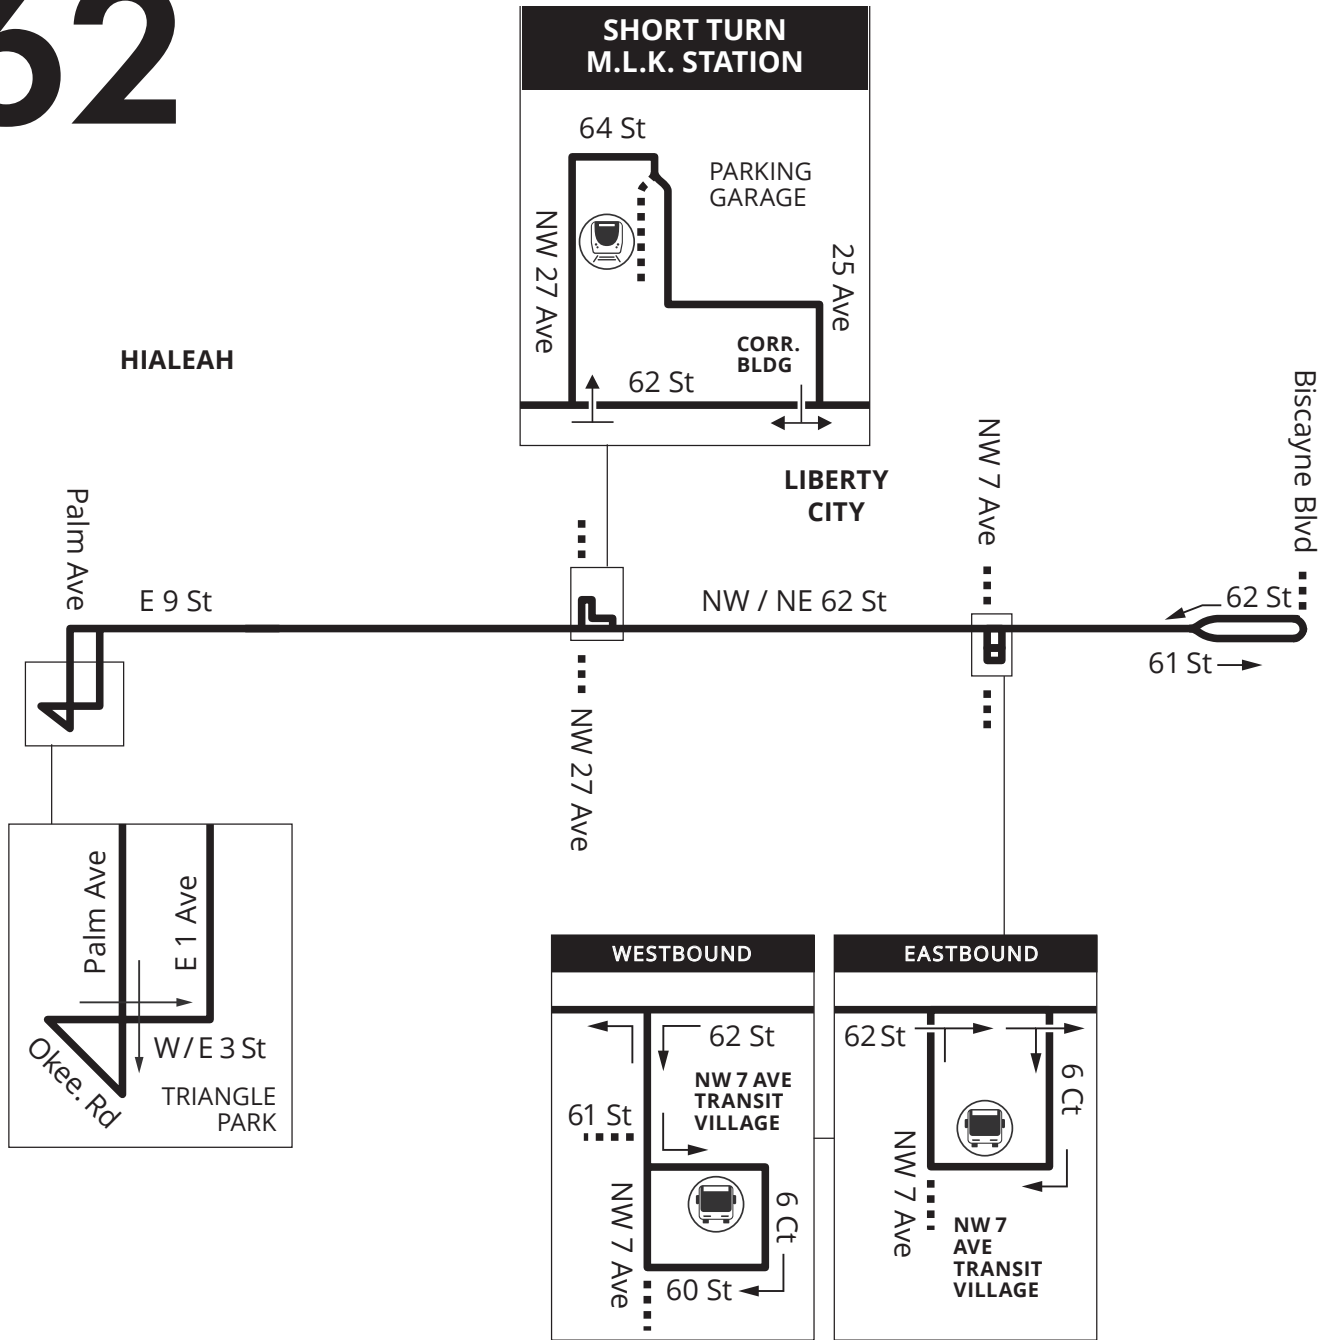 62
SHORT TURN
M.L.K. STATION
64 St
PARKING
GARAGE
NW 27 Ave
25 Ave
CORR.
BLDG
62 St
HIALEAH
LIBERTY
CITY
Palm Ave
E 9 St
NW / NE 62 St
NW 7 Ave
Biscayne Blvd
62 St
61 St
NW 27 Ave
Palm Ave
E 1 Ave
W/E 3 St
Okee. Rd
TRIANGLE
PARK
WESTBOUND
62 St
NW 7 AVE
TRANSIT
VILLAGE
61 St
NW 7 Ave
6 Ct
60 St
EASTBOUND
62 St
6 Ct
NW 7 Ave
NW 7
AVE
TRANSIT
VILLAGE